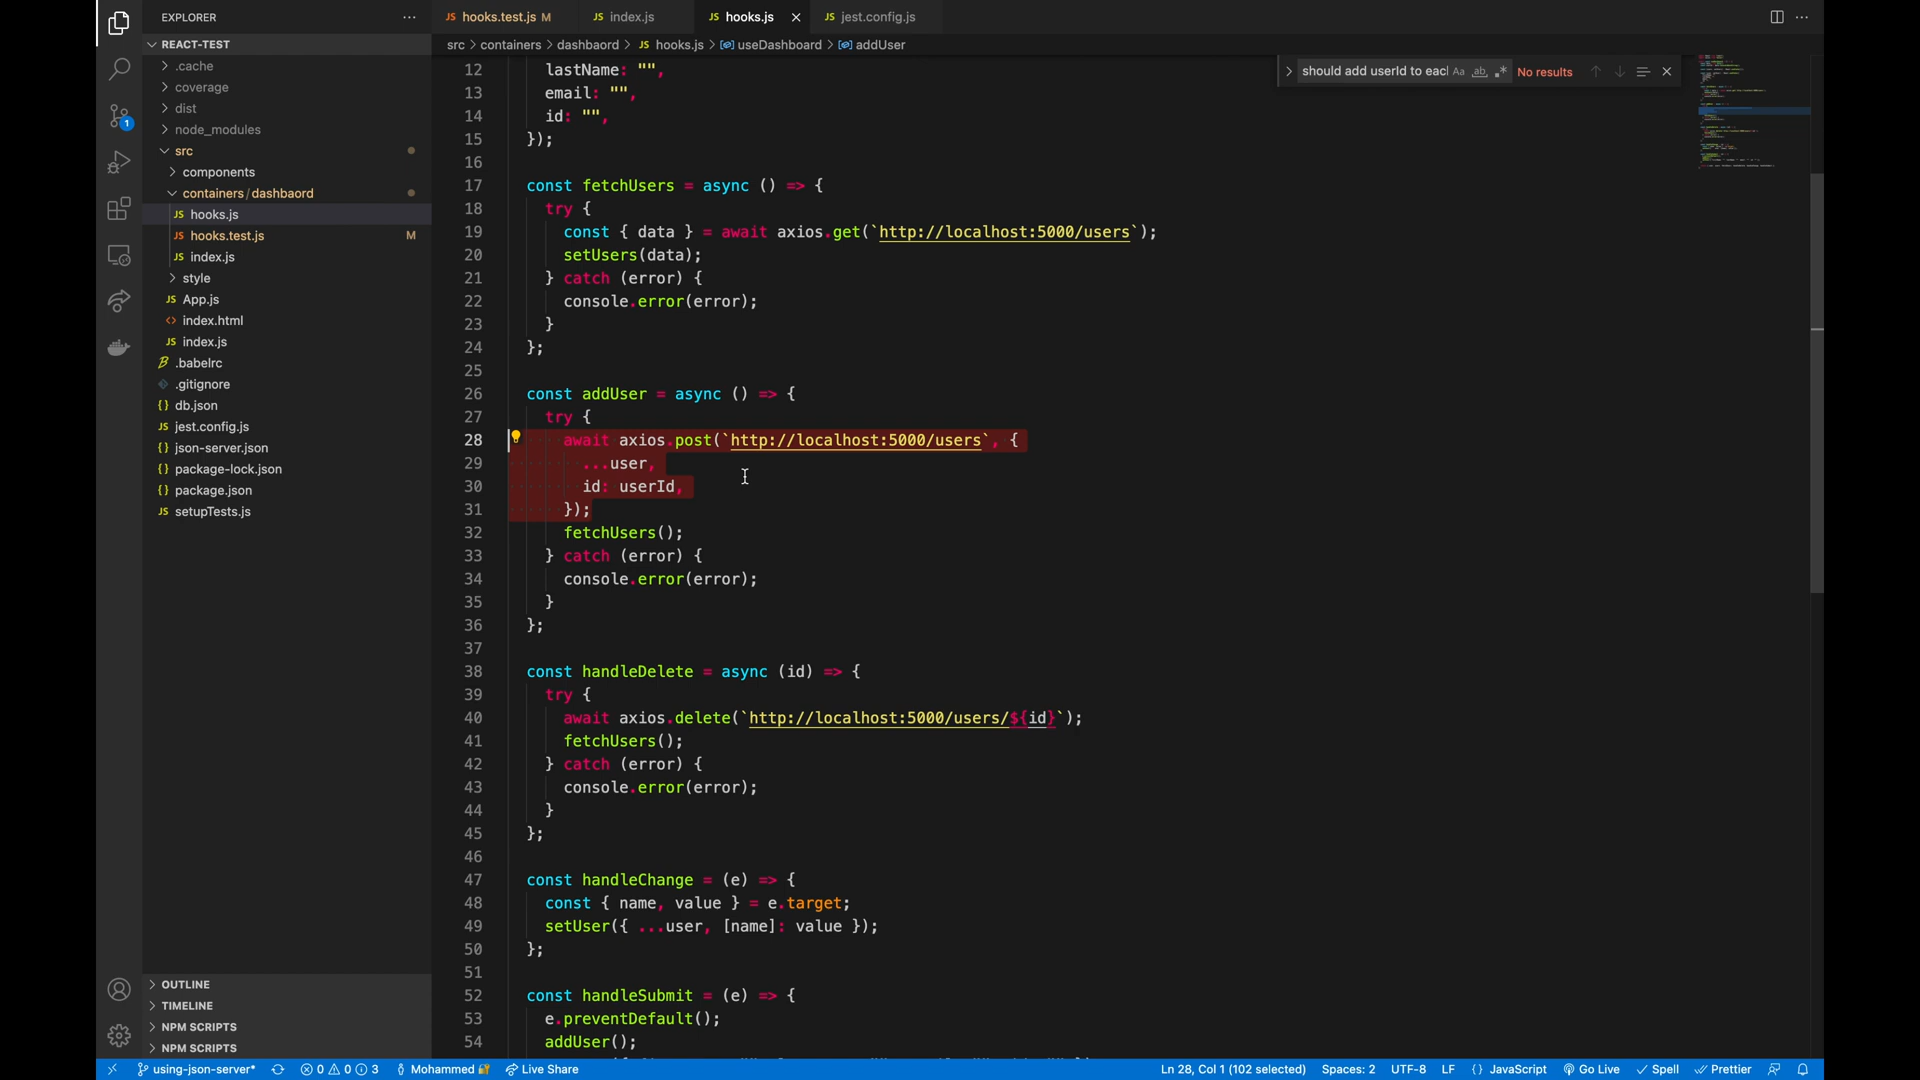 EXPLORER
REACT-TEST
.cache
coverage
dist
node_modules
src
components
containers/dashbaord
JS hooks.js
JS hooks.test.js M
JS index.js
style
JS App.js
<> index.html
JS index.js
.babelrc
.gitignore
{} db.json
JS jest.config.js
{} json-server.json
{} package-lock.json
{} package.json
JS setupTests.js
OUTLINE
TIMELINE
NPM SCRIPTS
NPM SCRIPTS
JS hooks.test.js M JS index.js JS hooks.js JS jest.config.js
src > containers > dashbaord > JS hooks.js > useDashboard > addUser
should add userId to eac Aa ab .* No results
12 lastName: "",
13 email: "",
14 id: "",
15 });
16
17 const fetchUsers = async () => {
18 try {
19 const { data } = await axios.get(`http://localhost:5000/users`);
20 setUsers(data);
21 } catch (error) {
22 console.error(error);
23 }
24 };
25
26 const addUser = async () => {
27 try {
28 await axios.post(`http://localhost:5000/users`, {
29 ...user,
30 id: userId,
31 });
32 fetchUsers();
33 } catch (error) {
34 console.error(error);
35 }
36 };
37
38 const handleDelete = async (id) => {
39 try {
40 await axios.delete(`http://localhost:5000/users/${id}`);
41 fetchUsers();
42 } catch (error) {
43 console.error(error);
44 }
45 };
46
47 const handleChange = (e) => {
48 const { name, value } = e.target;
49 setUser({ ...user, [name]: value });
50 };
51
52 const handleSubmit = (e) => {
53 e.preventDefault();
54 addUser();
1
using-json-server* 0 0 3 Mohammed Live Share Ln 28, Col 1 (102 selected) Spaces: 2 UTF-8 LF {} JavaScript Go Live Spell Prettier